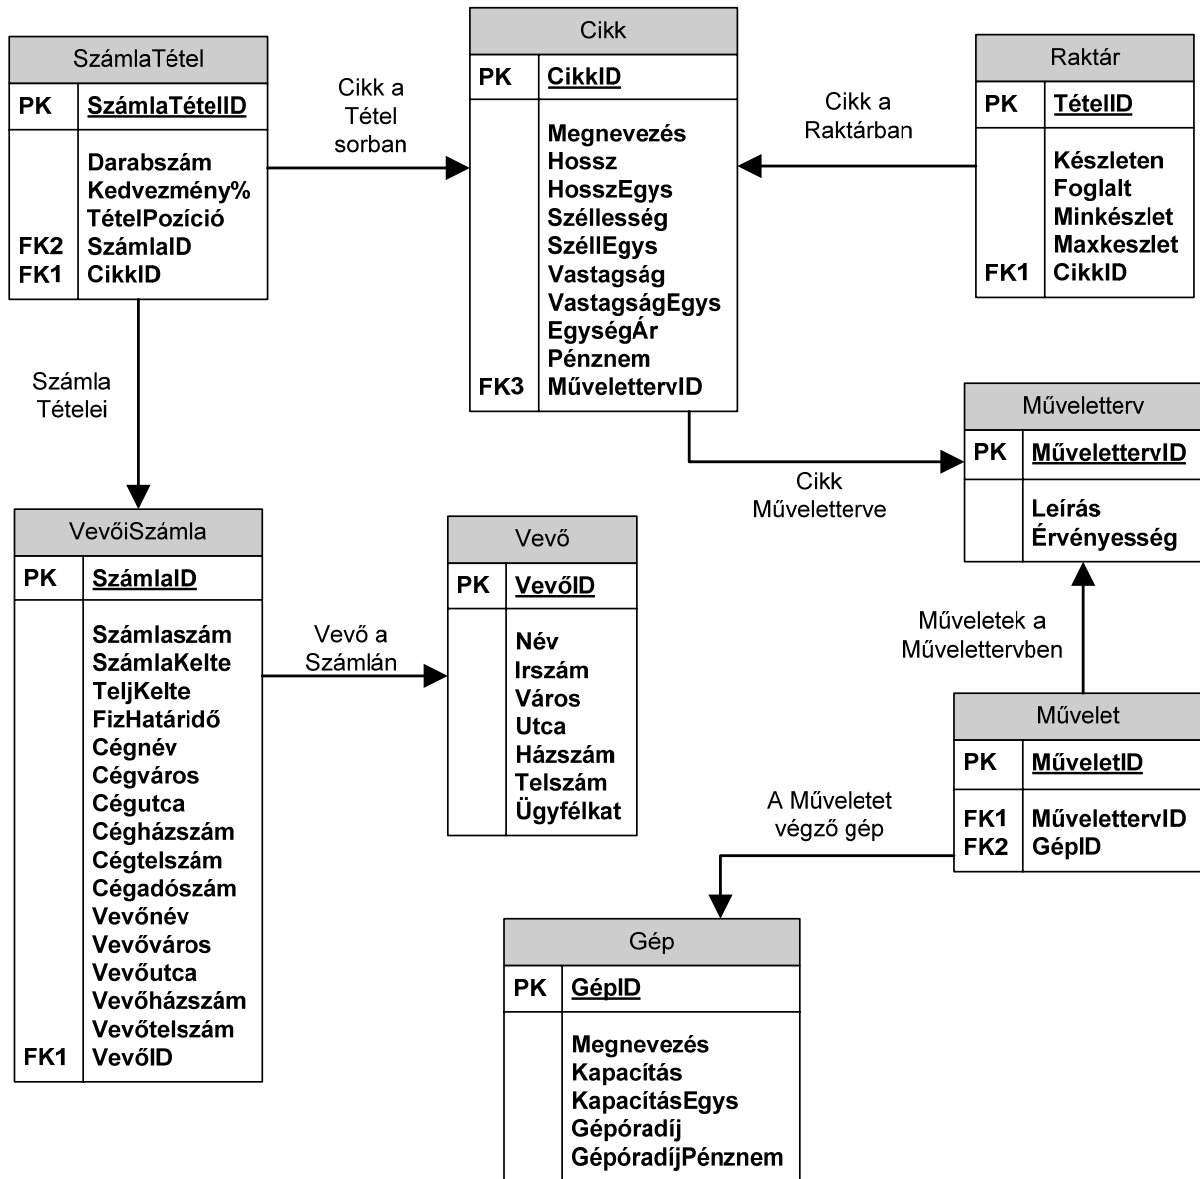 SzámlaTétel
PK SzámlaTételID
Darabszám
Kedvezmény%
TételPozíció
FK2 SzámlaID
FK1 CikkID
Cikk a
Tétel
sorban
Cikk
PK CikkID
Megnevezés
Hossz
HosszEgys
Széllesség
SzéllEgys
Vastagság
VastagságEgys
EgységÁr
Pénznem
FK3 MűvelettervID
Cikk a
Raktárban
Raktár
PK TételID
Készleten
Foglalt
Minkészlet
Maxkeszlet
FK1 CikkID
Számla
Tételei
Cikk
Műveletterve
Műveletterv
PK MűvelettervID
Leírás
Érvényesség
VevőiSzámla
PK SzámlaID
Számlaszám
SzámlaKelte
TeljKelte
FizHatáridő
Cégnév
Cégváros
Cégutca
Cégházszám
Cégtelszám
Cégadószám
Vevőnév
Vevőváros
Vevőutca
Vevőházszám
Vevőtelszám
FK1 VevőID
Vevő a
Számlán
Vevő
PK VevőID
Név
Irszám
Város
Utca
Házszám
Telszám
Ügyfélkat
Műveletek a
Művelettervben
Művelet
PK MűveletID
FK1 MűvelettervID
FK2 GépID
A Műveletet
végző gép
Gép
PK GépID
Megnevezés
Kapacítás
KapacításEgys
Gépóradíj
GépóradíjPénznem